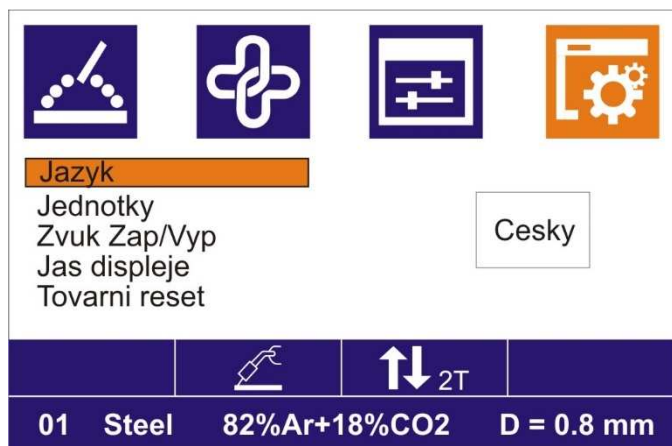 Jazyk
Jednotky
Zvuk Zap/Vyp
Cesky
Jas displeje
Tovarni reset
2T
01 Steel 82%Ar+18%CO2 D = 0.8 mm